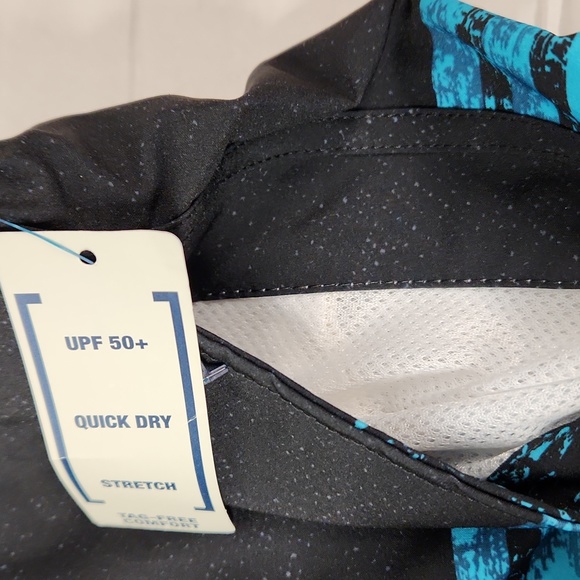 UPF 50+
QUICK DRY
STRETCH
TAG-FREE
COMFORT